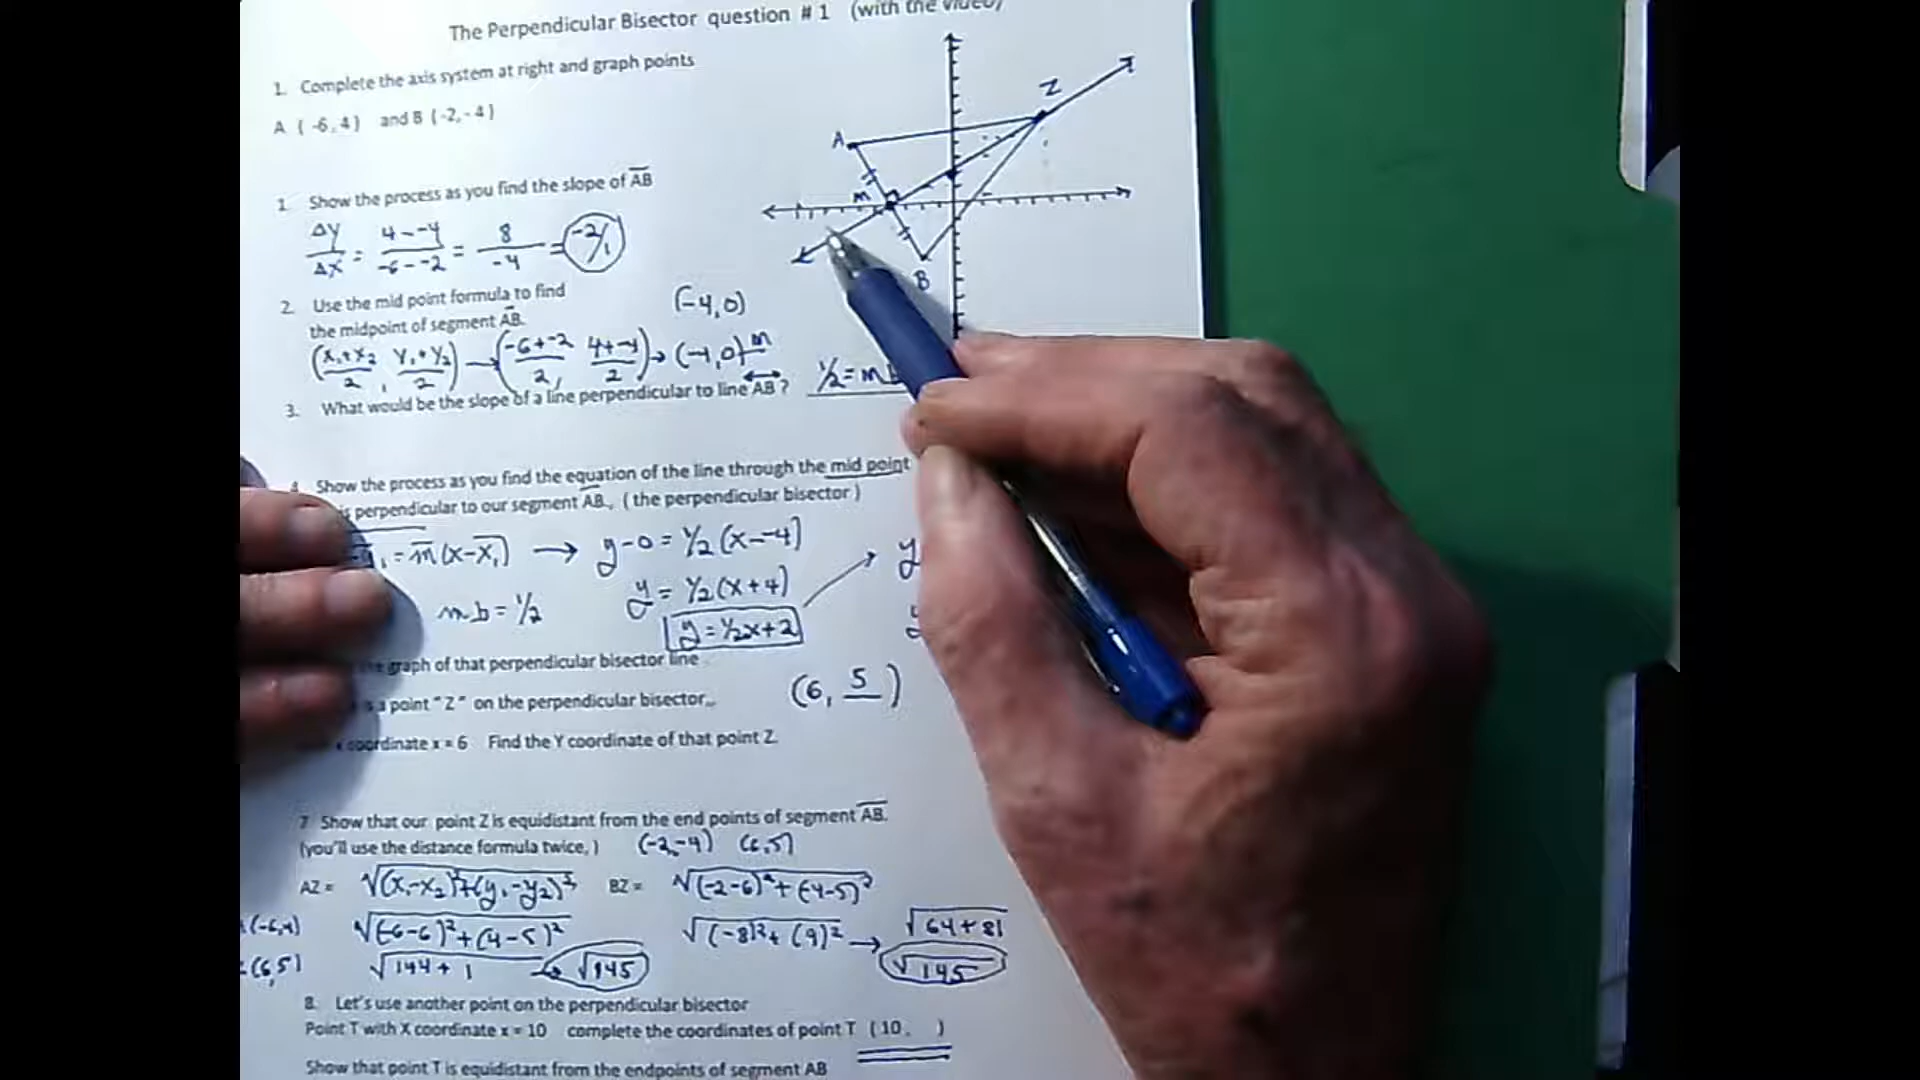 The Perpendicular Bisector question # 1 (with the video)
1. Complete the axis system at right and graph points
A ( -6, 4 ) and B ( -2, - 4 )
1 Show the process as you find the slope of AB
ΔY/ΔX = 4--4/-6--2 = 8/-4 = -2/1
2. Use the mid point formula to find
the midpoint of segment AB.
(-4,0)
(x₁+x₂/2, y₁+y₂/2) → (-6+-2/2, 4+-4/2) → (-4,0) m
3. What would be the slope of a line perpendicular to line AB ? 1/2 = m
4 Show the process as you find the equation of the line through the mid point
is perpendicular to our segment AB., ( the perpendicular bisector )
₁ = m(x-x₁) → y-0 = 1/2(x--4) y
m b = 1/2 y = 1/2(x+4)
y = 1/2x+2
graph of that perpendicular bisector line
a point "Z" on the perpendicular bisector,, (6, 5)
coordinate x = 6 Find the Y coordinate of that point Z.
7 Show that our point Z is equidistant from the end points of segment AB.
(you'll use the distance formula twice, ) (-2,-4) (6,5)
AZ = √(x₁-x₂)²+(y₁-y₂)² BZ = √(-2-6)²+(-4-5)²
(-6,4) √(-6-6)²+(4-5)² √(-8)²+(9)² → √64+81
(6,5) √144+1 → √145 √145
8. Let's use another point on the perpendicular bisector
Point T with X coordinate x = 10 complete the coordinates of point T ( 10, )
Show that point T is equidistant from the endpoints of segment AB
A
Z
M
B